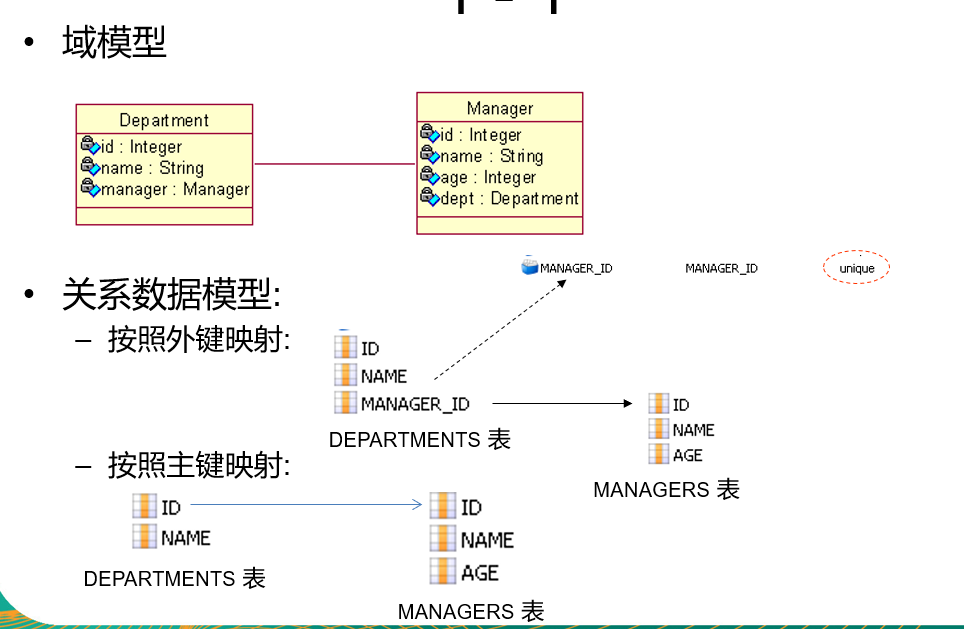 • 域模型
Department
id : Integer
name : String
manager : Manager
Manager
id : Integer
name : String
age : Integer
dept : Department
MANAGER_ID MANAGER_ID unique
• 关系数据模型:
– 按照外键映射:
ID
NAME
MANAGER_ID
DEPARTMENTS 表
ID
NAME
AGE
MANAGERS 表
– 按照主键映射:
ID
NAME
DEPARTMENTS 表
ID
NAME
AGE
MANAGERS 表